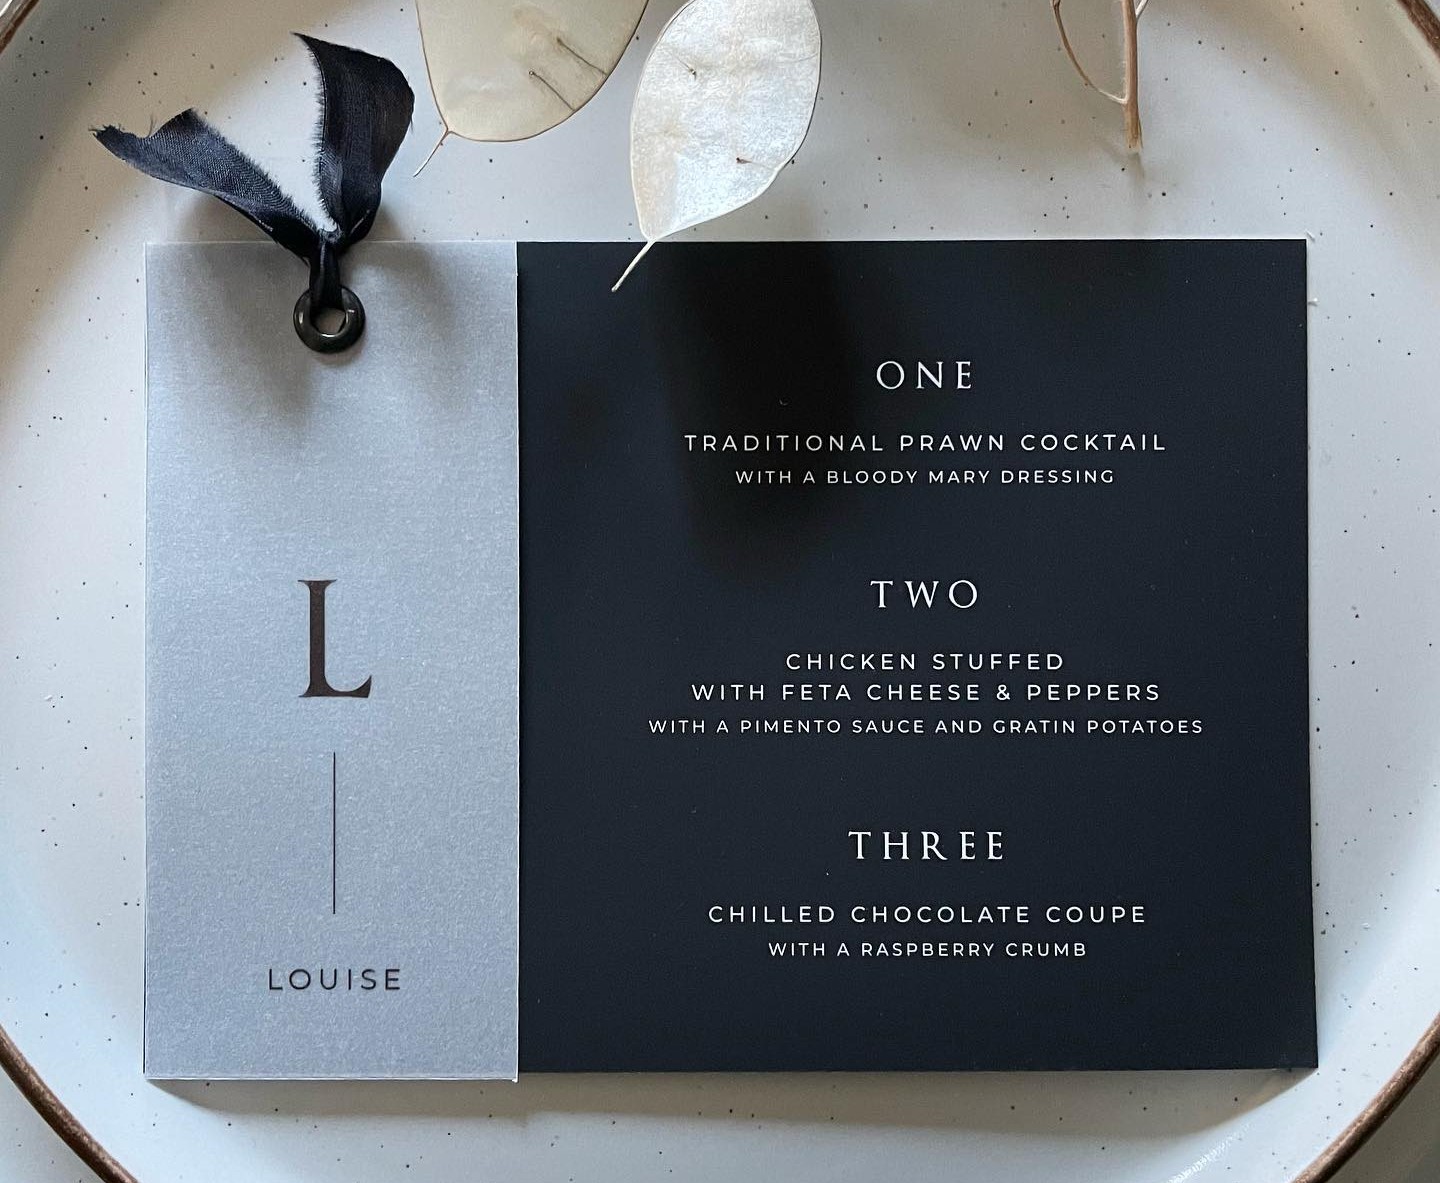 L
LOUISE
ONE
TRADITIONAL PRAWN COCKTAIL
WITH A BLOODY MARY DRESSING
TWO
CHICKEN STUFFED
WITH FETA CHEESE & PEPPERS
WITH A PIMENTO SAUCE AND GRATIN POTATOES
THREE
CHILLED CHOCOLATE COUPE
WITH A RASPBERRY CRUMB